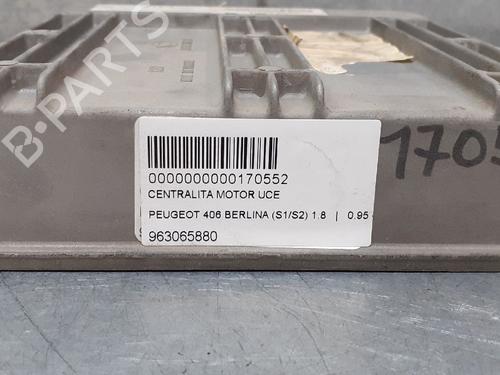 B-PARTS
1705
0000000000170552
CENTRALITA MOTOR UCE
PEUGEOT 406 BERLINA (S1/S2) 1.8 | 0.95
963065880